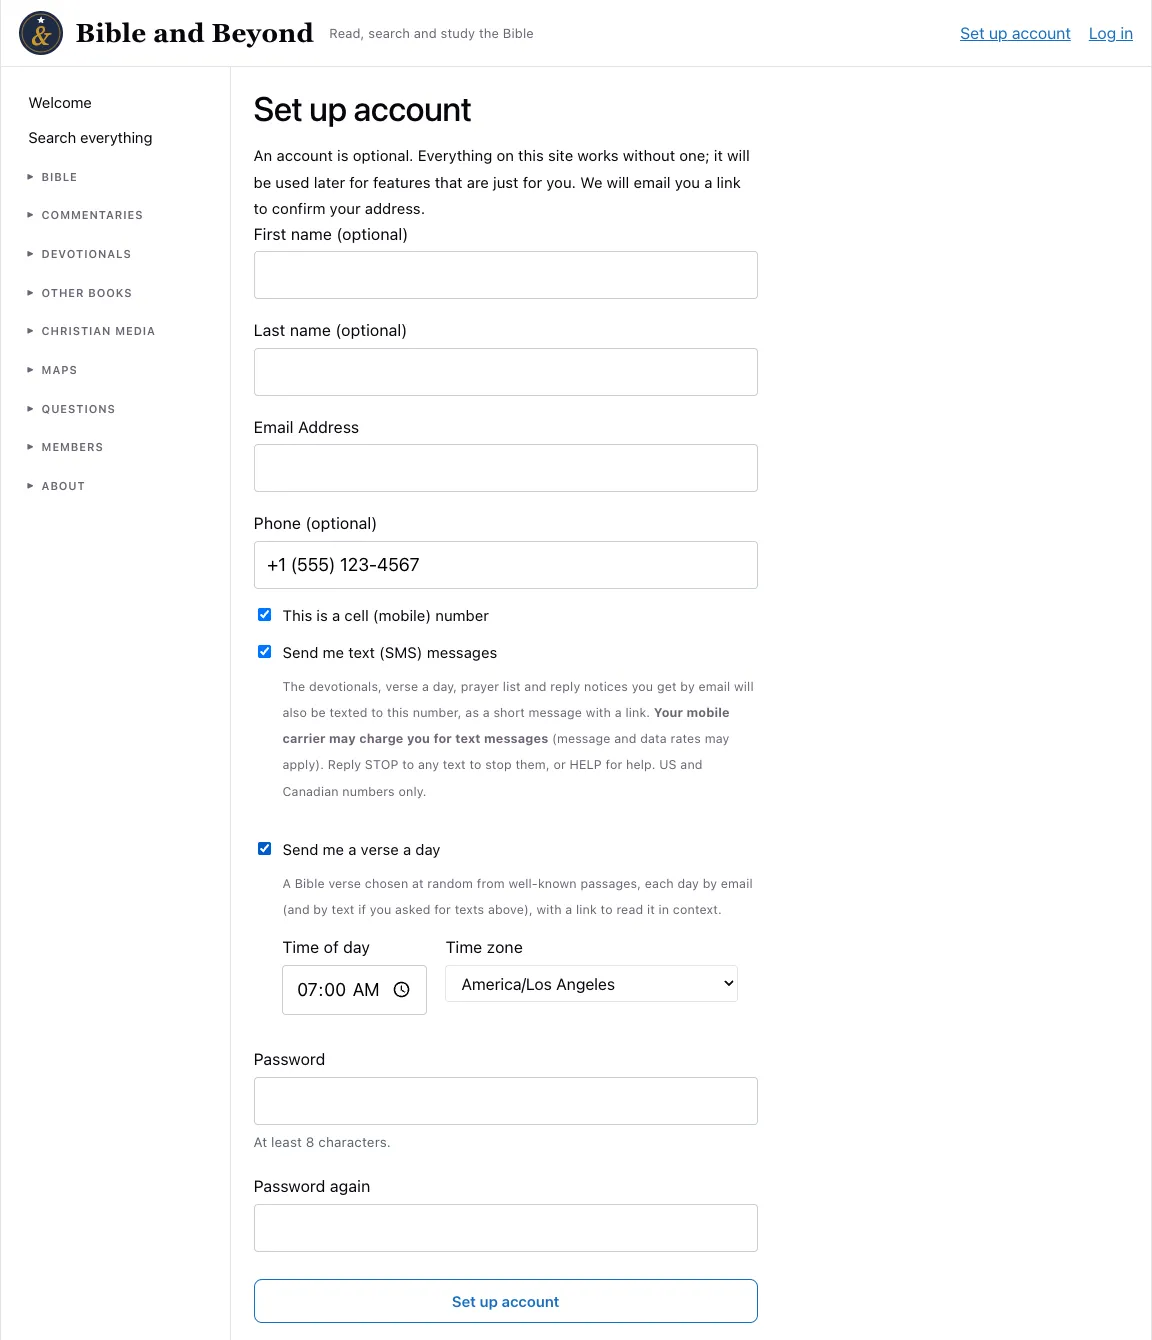 &
Bible and Beyond
Read, search and study the Bible
Set up account
Log in
Welcome
Search everything
BIBLE
COMMENTARIES
DEVOTIONALS
OTHER BOOKS
CHRISTIAN MEDIA
MAPS
QUESTIONS
MEMBERS
ABOUT
Set up account
An account is optional. Everything on this site works without one; it will
be used later for features that are just for you. We will email you a link
to confirm your address.
First name (optional)
Last name (optional)
Email Address
Phone (optional)
+1 (555) 123-4567
This is a cell (mobile) number
Send me text (SMS) messages
The devotionals, verse a day, prayer list and reply notices you get by email will
also be texted to this number, as a short message with a link. Your mobile
carrier may charge you for text messages (message and data rates may
apply). Reply STOP to any text to stop them, or HELP for help. US and
Canadian numbers only.
Send me a verse a day
A Bible verse chosen at random from well-known passages, each day by email
(and by text if you asked for texts above), with a link to read it in context.
Time of day
Time zone
07:00 AM
America/Los Angeles
Password
At least 8 characters.
Password again
Set up account